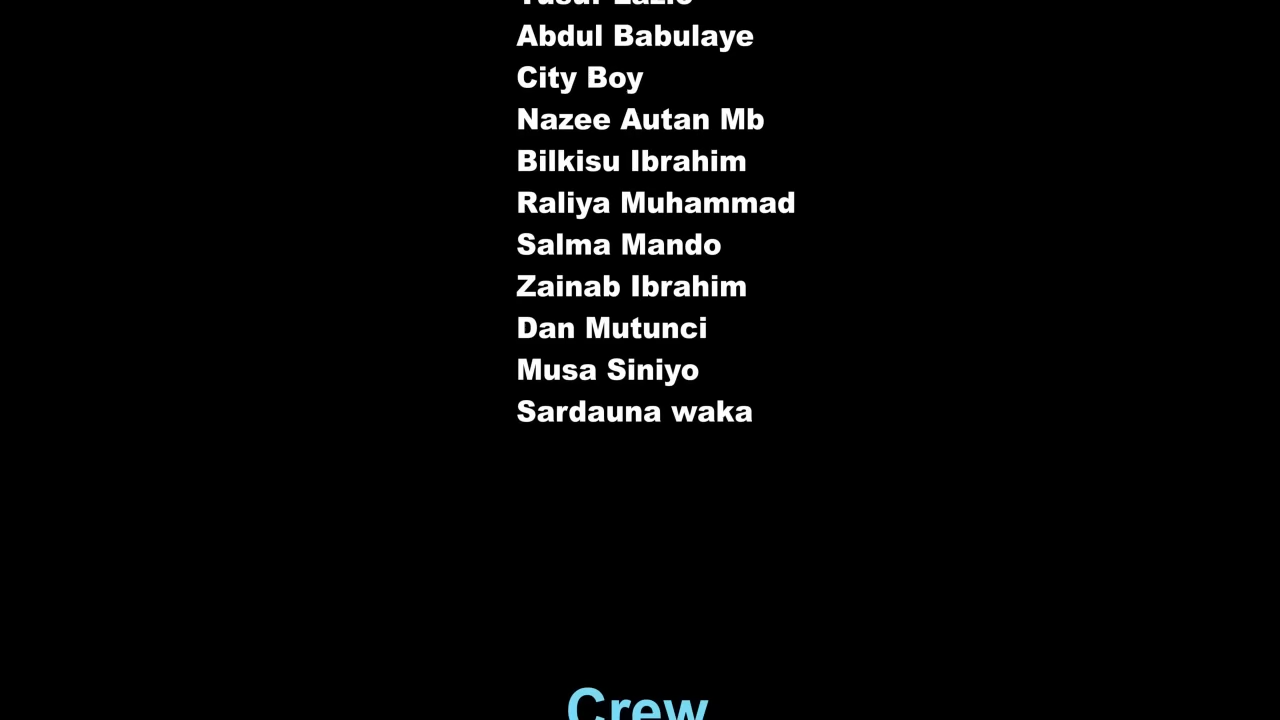 Abdul Babulaye
City Boy
Nazee Autan Mb
Bilkisu Ibrahim
Raliya Muhammad
Salma Mando
Zainab Ibrahim
Dan Mutunci
Musa Siniyo
Sardauna waka
Crew